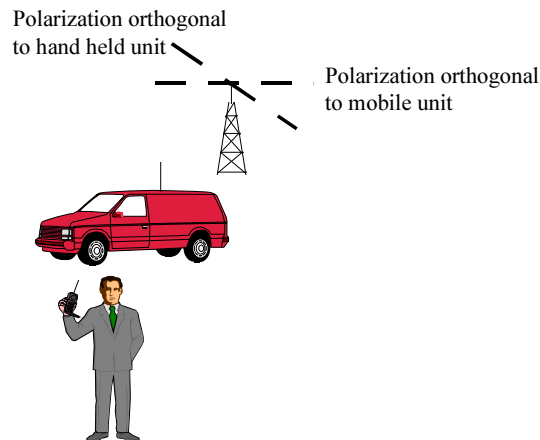 Polarization orthogonal
to hand held unit
Polarization orthogonal
to mobile unit